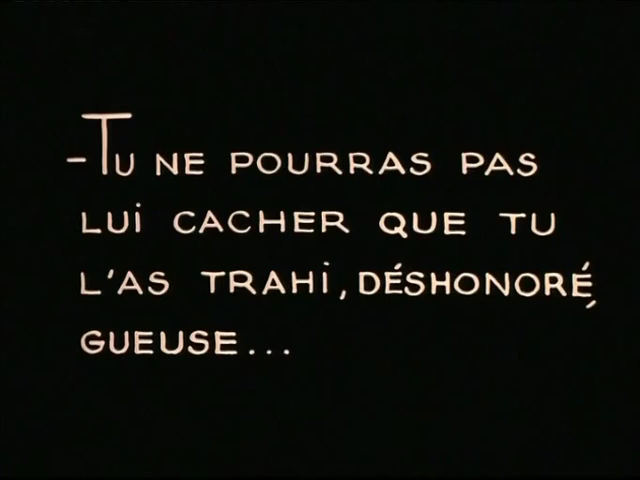 -TU NE POURRAS PAS
LUi CACHER QUE TU
L'AS TRAHi, DÉSHONORÉ,
GUEUSE...